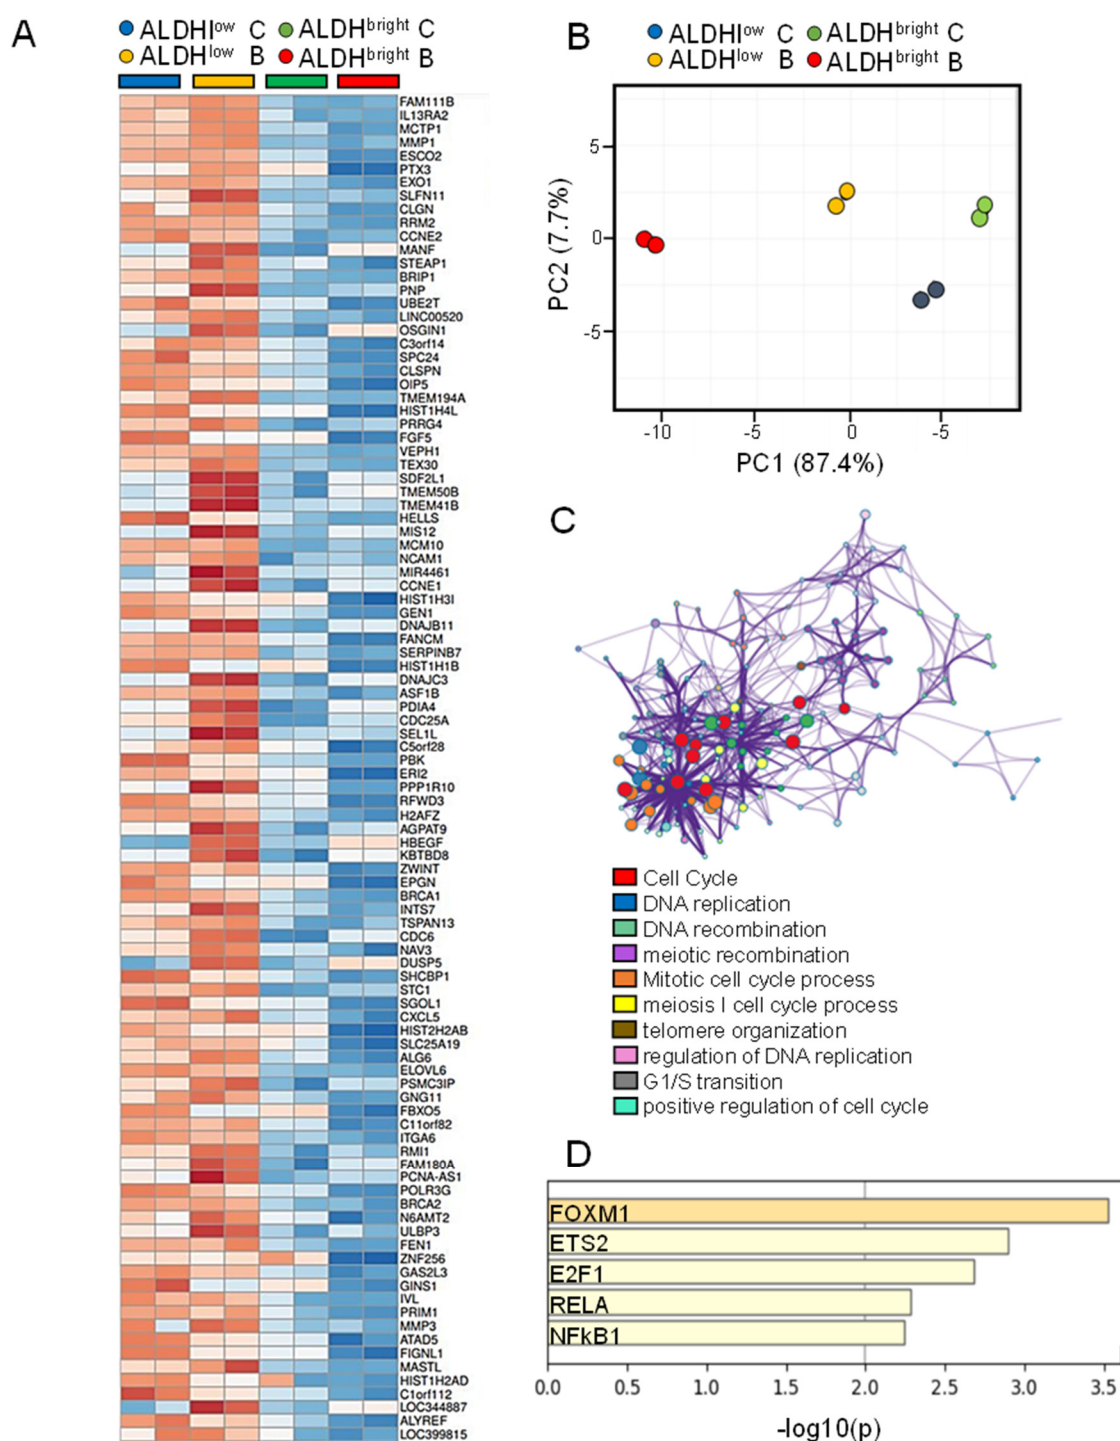 A
ALDHlow C
ALDHbright C
ALDHlow B
ALDHbright B
FAM111B
IL13RA2
MCTP1
MMP1
ESCO2
PTX3
EXO1
SLFN11
CLGN
RRM2
CCNE2
MANF
STEAP1
BRIP1
PNP
UBE2T
LINC00520
OSGIN1
C3orf14
SPC24
CLSPN
OIP5
TMEM194A
HIST1H4L
PRRG4
FGF5
VEPH1
TEX30
SDF2L1
TMEM50B
TMEM41B
HELLS
MIS12
MCM10
NCAM1
MIR4461
CCNE1
HIST1H3I
GEN1
DNAJB11
FANCM
SERPINB7
HIST1H1B
DNAJC3
ASF1B
PDIA4
CDC25A
SEL1L
C5orf28
PBK
ERI2
PPP1R10
RFWD3
H2AFZ
AGPAT9
HBEGF
KBTBD8
ZWINT
EPGN
BRCA1
INTS7
TSPAN13
CDC6
NAV3
DUSP5
SHCBP1
STC1
SGOL1
CXCL5
HIST2H2AB
SLC25A19
ALG6
ELOVL6
PSMC3IP
GNG11
FBXO5
C11orf82
ITGA6
RMI1
FAM180A
PCNA-AS1
POLR3G
BRCA2
N6AMT2
ULBP3
FEN1
ZNF256
GAS2L3
GINS1
IVL
PRIM1
MMP3
ATAD5
FIGNL1
MASTL
HIST1H2AD
C1orf112
LOC344887
ALYREF
LOC399815
B
ALDHlow C
ALDHbright C
ALDHlow B
ALDHbright B
PC2 (7.7%)
5
0
-5
-10 -5 0 -5
PC1 (87.4%)
C
Cell Cycle
DNA replication
DNA recombination
meiotic recombination
Mitotic cell cycle process
meiosis I cell cycle process
telomere organization
regulation of DNA replication
G1/S transition
positive regulation of cell cycle
D
FOXM1
ETS2
E2F1
RELA
NFkB1
0.0 0.5 1.0 1.5 2.0 2.5 3.0 3.5
-log10(p)